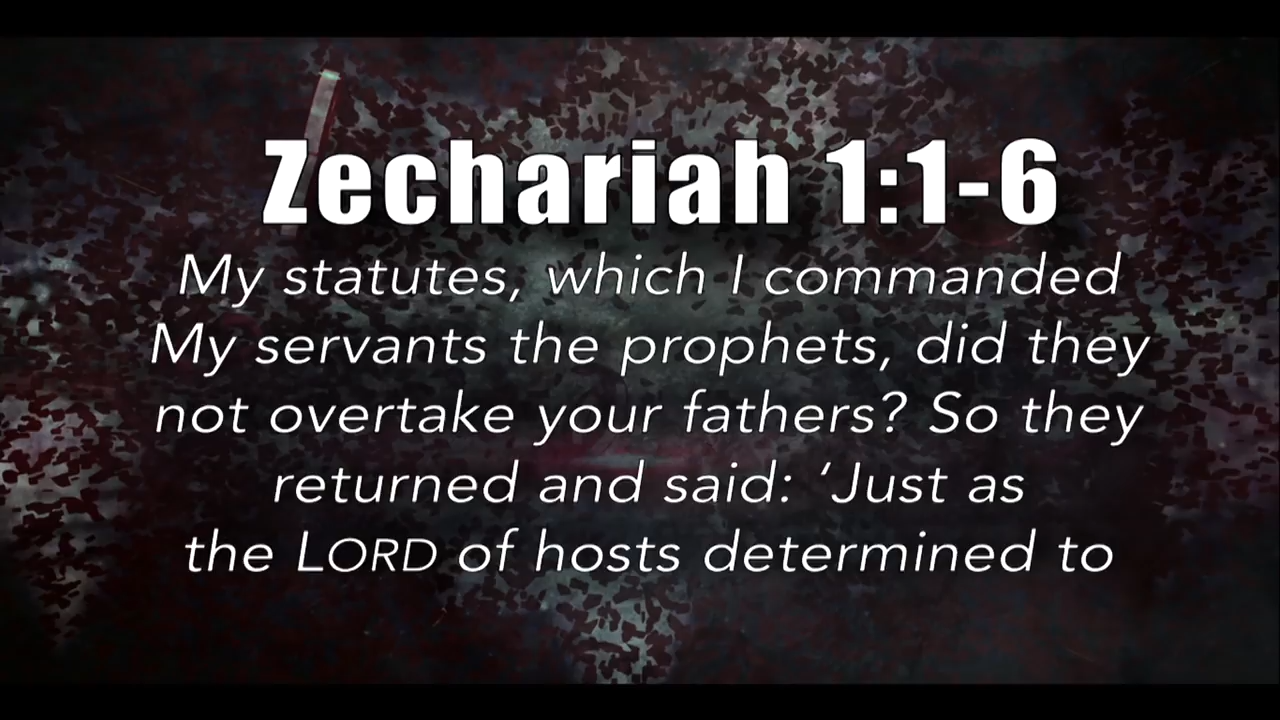 Zechariah 1:1-6
My statutes, which I commanded
My servants the prophets, did they
not overtake your fathers? So they
returned and said: ‘Just as
the LORD of hosts determined to